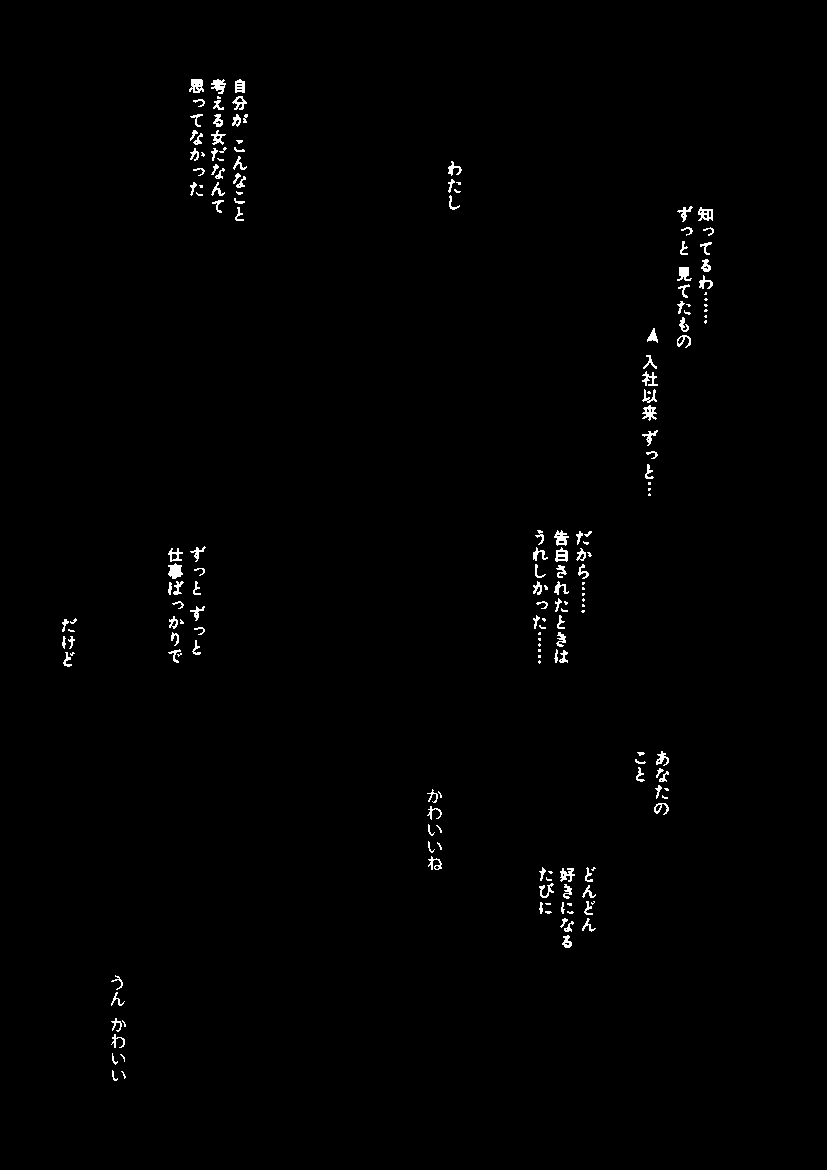 知ってるわ……
ずっと 見てたもの
入社以来 ずっと…
わたし
自分が こんなこと
考える女だなんて
思ってなかった
だから……
告白されたときは
うれしかった……
ずっと ずっと
仕事ばっかりで
だけど
あなたの
こと
どんどん
好きになる
たびに
かわいいね
うん かわいい